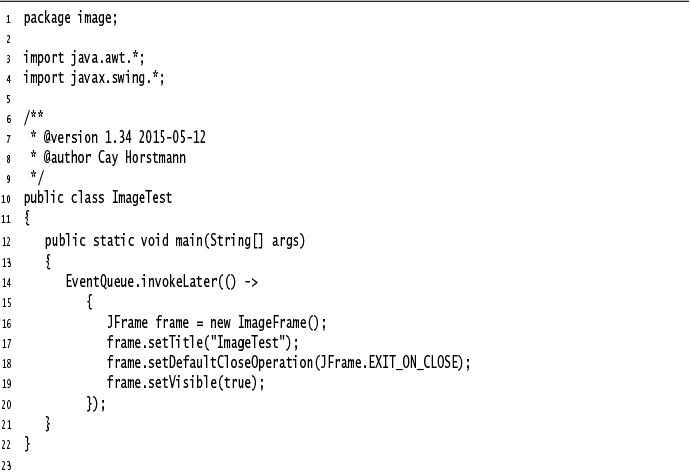 1 package image;
2
3 import java.awt.*;
4 import javax.swing.*;
5
6 /**
7  * @version 1.34 2015-05-12
8  * @author Cay Horstmann
9  */
10 public class ImageTest
11 {
12    public static void main(String[] args)
13    {
14       EventQueue.invokeLater(() ->
15          {
16             JFrame frame = new ImageFrame();
17             frame.setTitle("ImageTest");
18             frame.setDefaultCloseOperation(JFrame.EXIT_ON_CLOSE);
19             frame.setVisible(true);
20          });
21    }
22 }
23